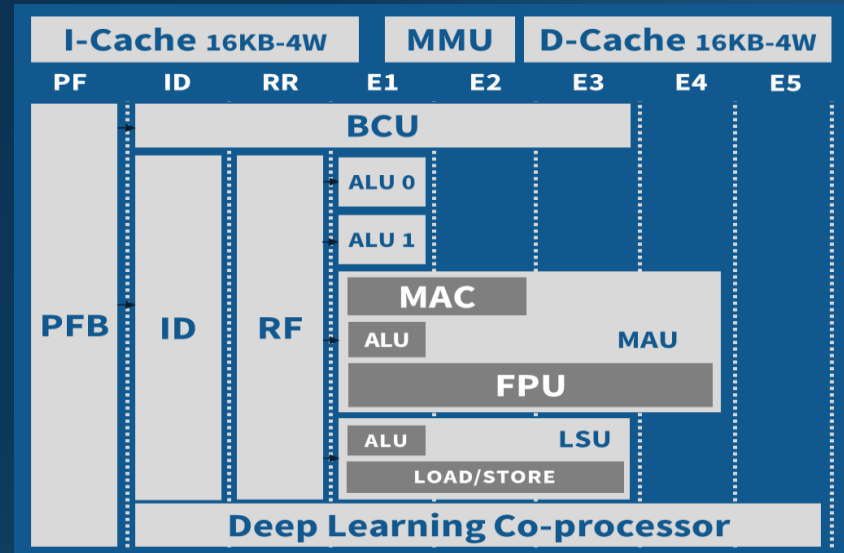 I-Cache 16KB-4W MMU D-Cache 16KB-4W
PF ID RR E1 E2 E3 E4 E5
BCU
ALU 0
ALU 1
MAC
PFB ID RF ALU MAU
FPU
ALU LSU
LOAD/STORE
Deep Learning Co-processor